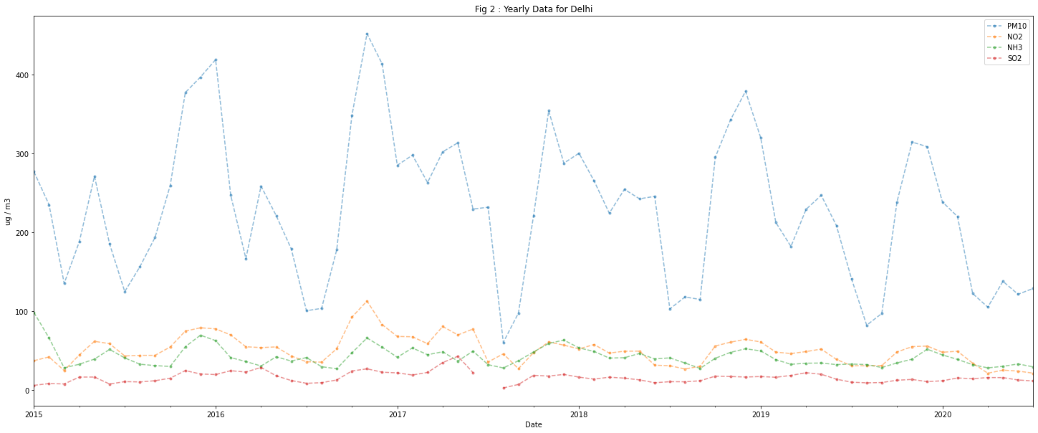 Fig 2 : Yearly Data for Delhi
PM10
NO2
NH3
SO2
400
300
200
100
0
ug / m3
2015
2016
2017
2018
2019
2020
Date